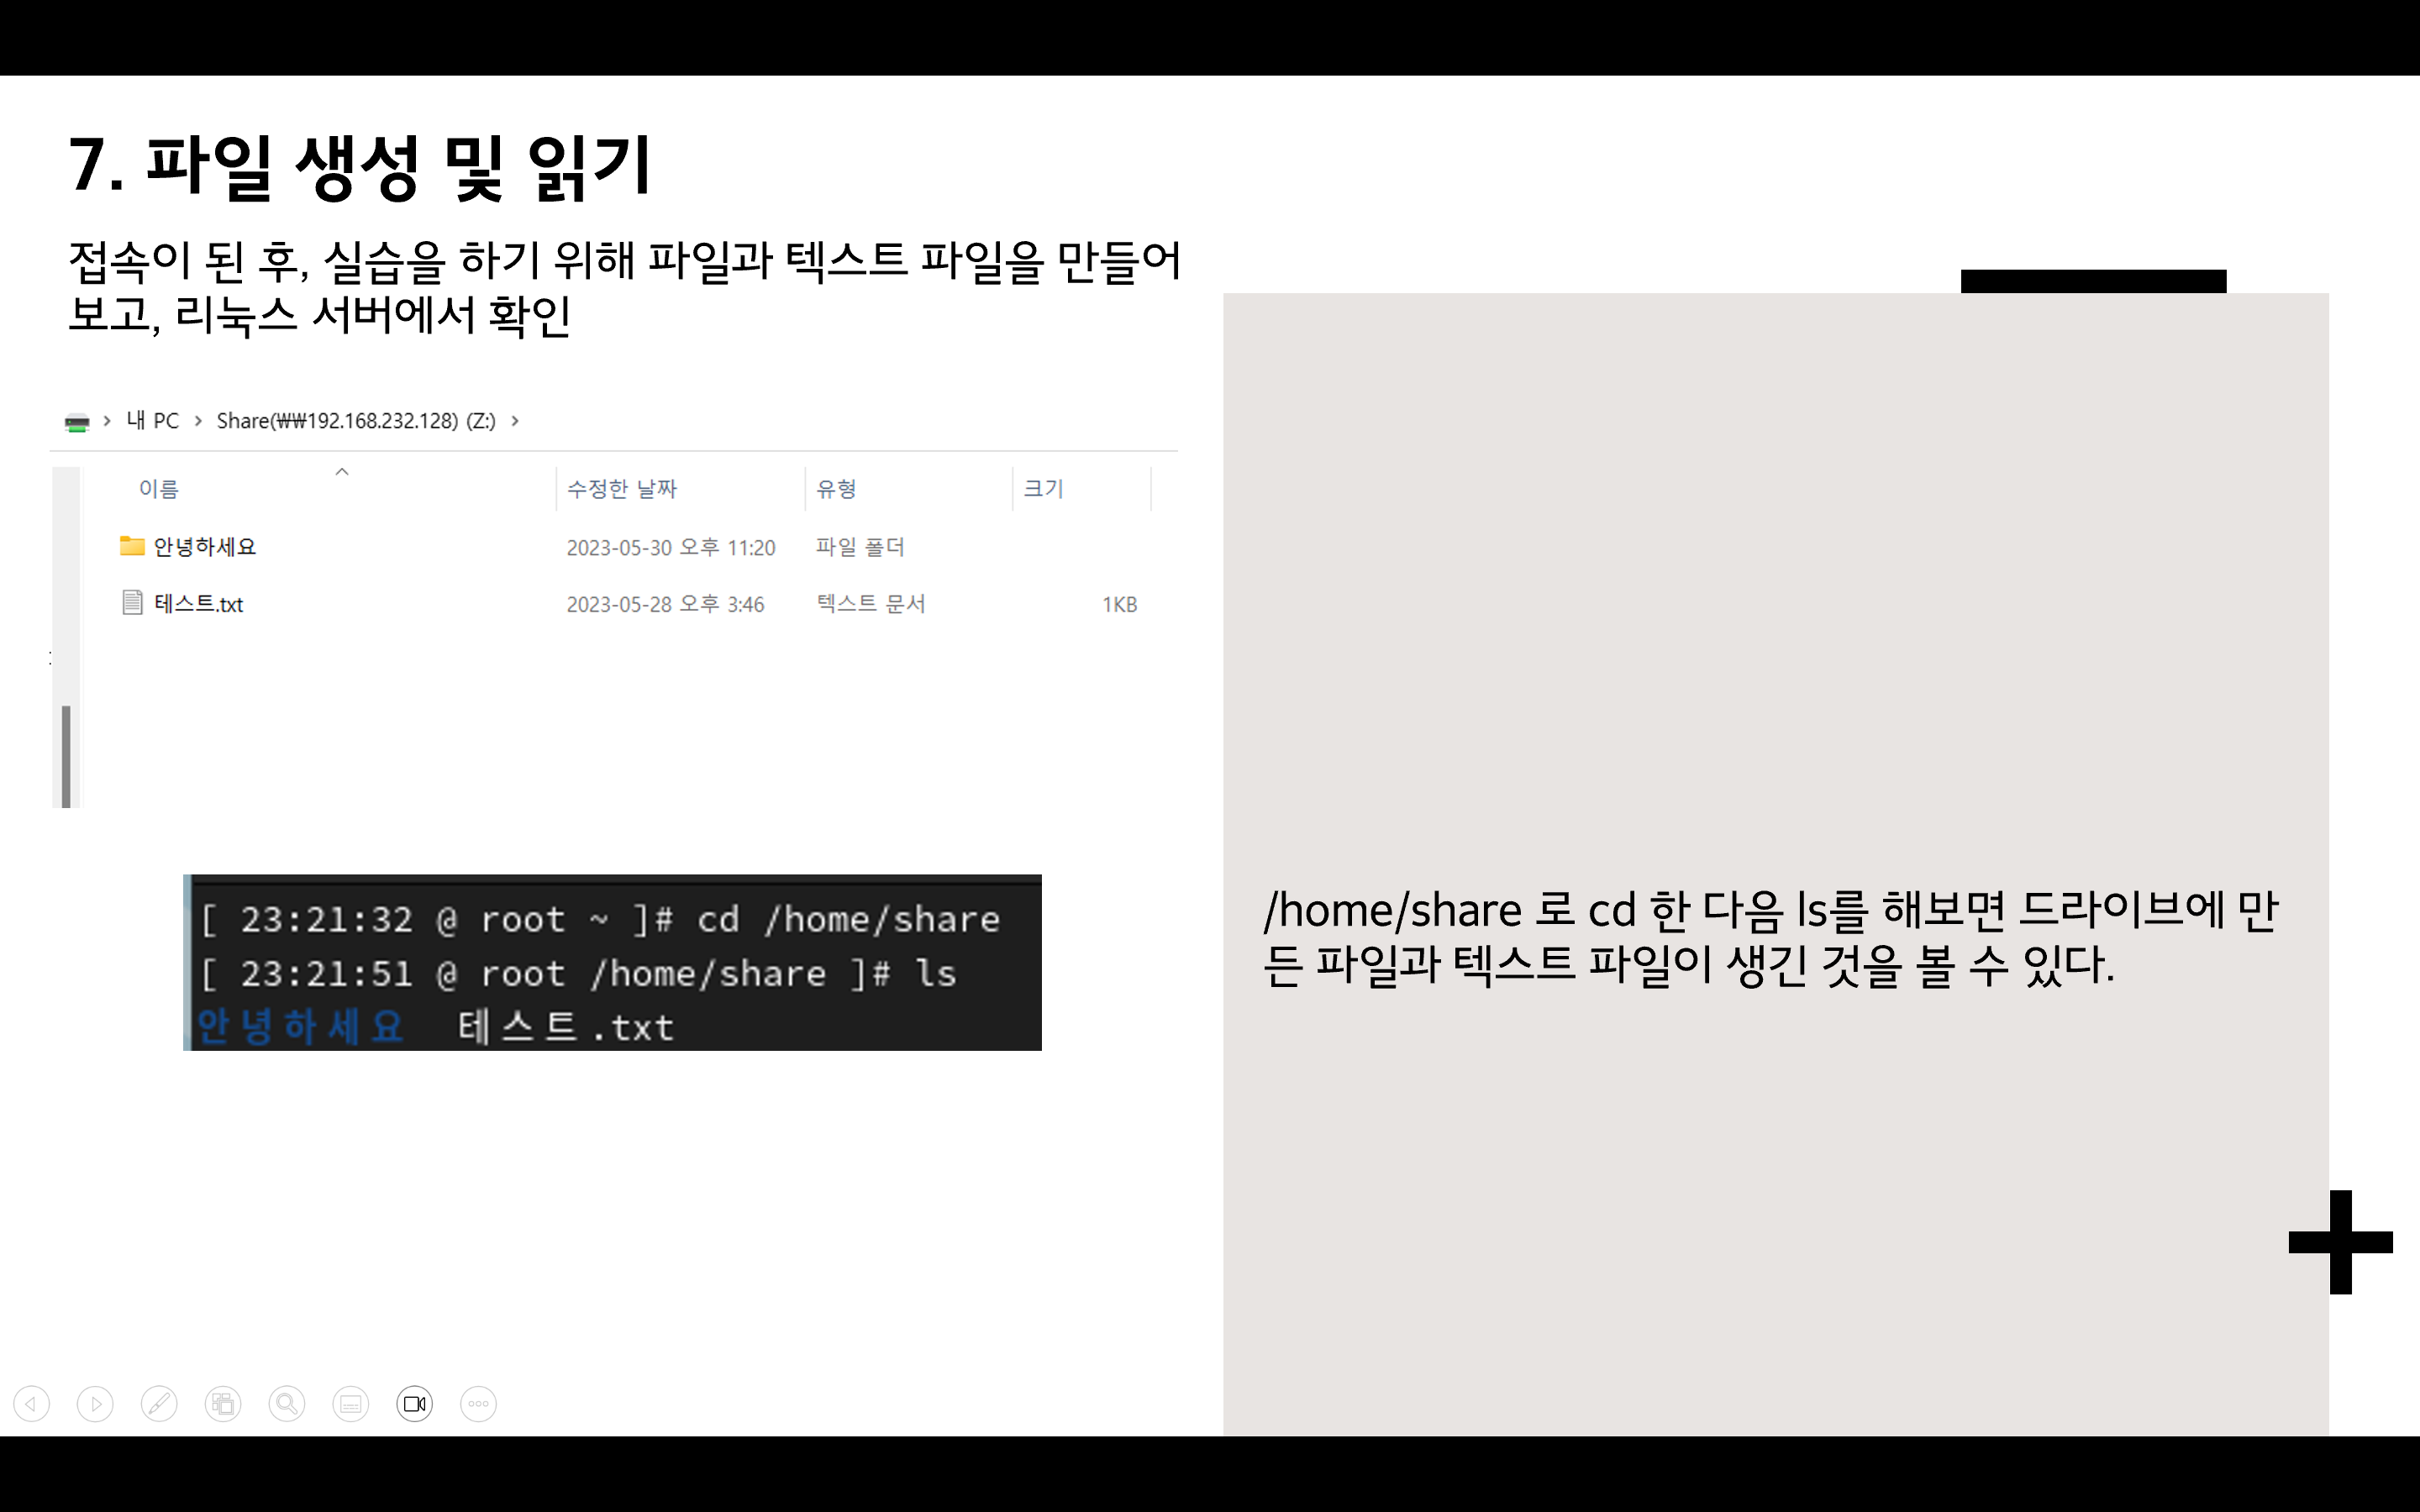 7. 파일 생성 및 읽기
접속이 된 후, 실습을 하기 위해 파일과 텍스트 파일을 만들어
보고, 리눅스 서버에서 확인
내 PC > Share(₩₩192.168.232.128) (Z:) >
이름 수정한 날짜 유형 크기
안녕하세요 2023-05-30 오후 11:20 파일 폴더
테스트.txt 2023-05-28 오후 3:46 텍스트 문서 1KB
[ 23:21:32 @ root ~ ]# cd /home/share
[ 23:21:51 @ root /home/share ]# ls
안녕하세요 테스트.txt
/home/share 로 cd 한 다음 ls를 해보면 드라이브에 만
든 파일과 텍스트 파일이 생긴 것을 볼 수 있다.